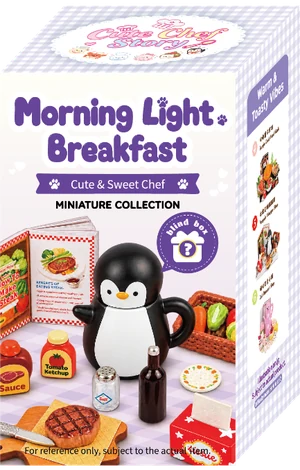 Cute Chef
Story
Morning Light
Breakfast
Cute & Sweet Chef
MINIATURE COLLECTION
blind box
?
Warm &
Toasty Vibes
Tomato
Ketchup
Sauce
For reference only, subject to the actual item.